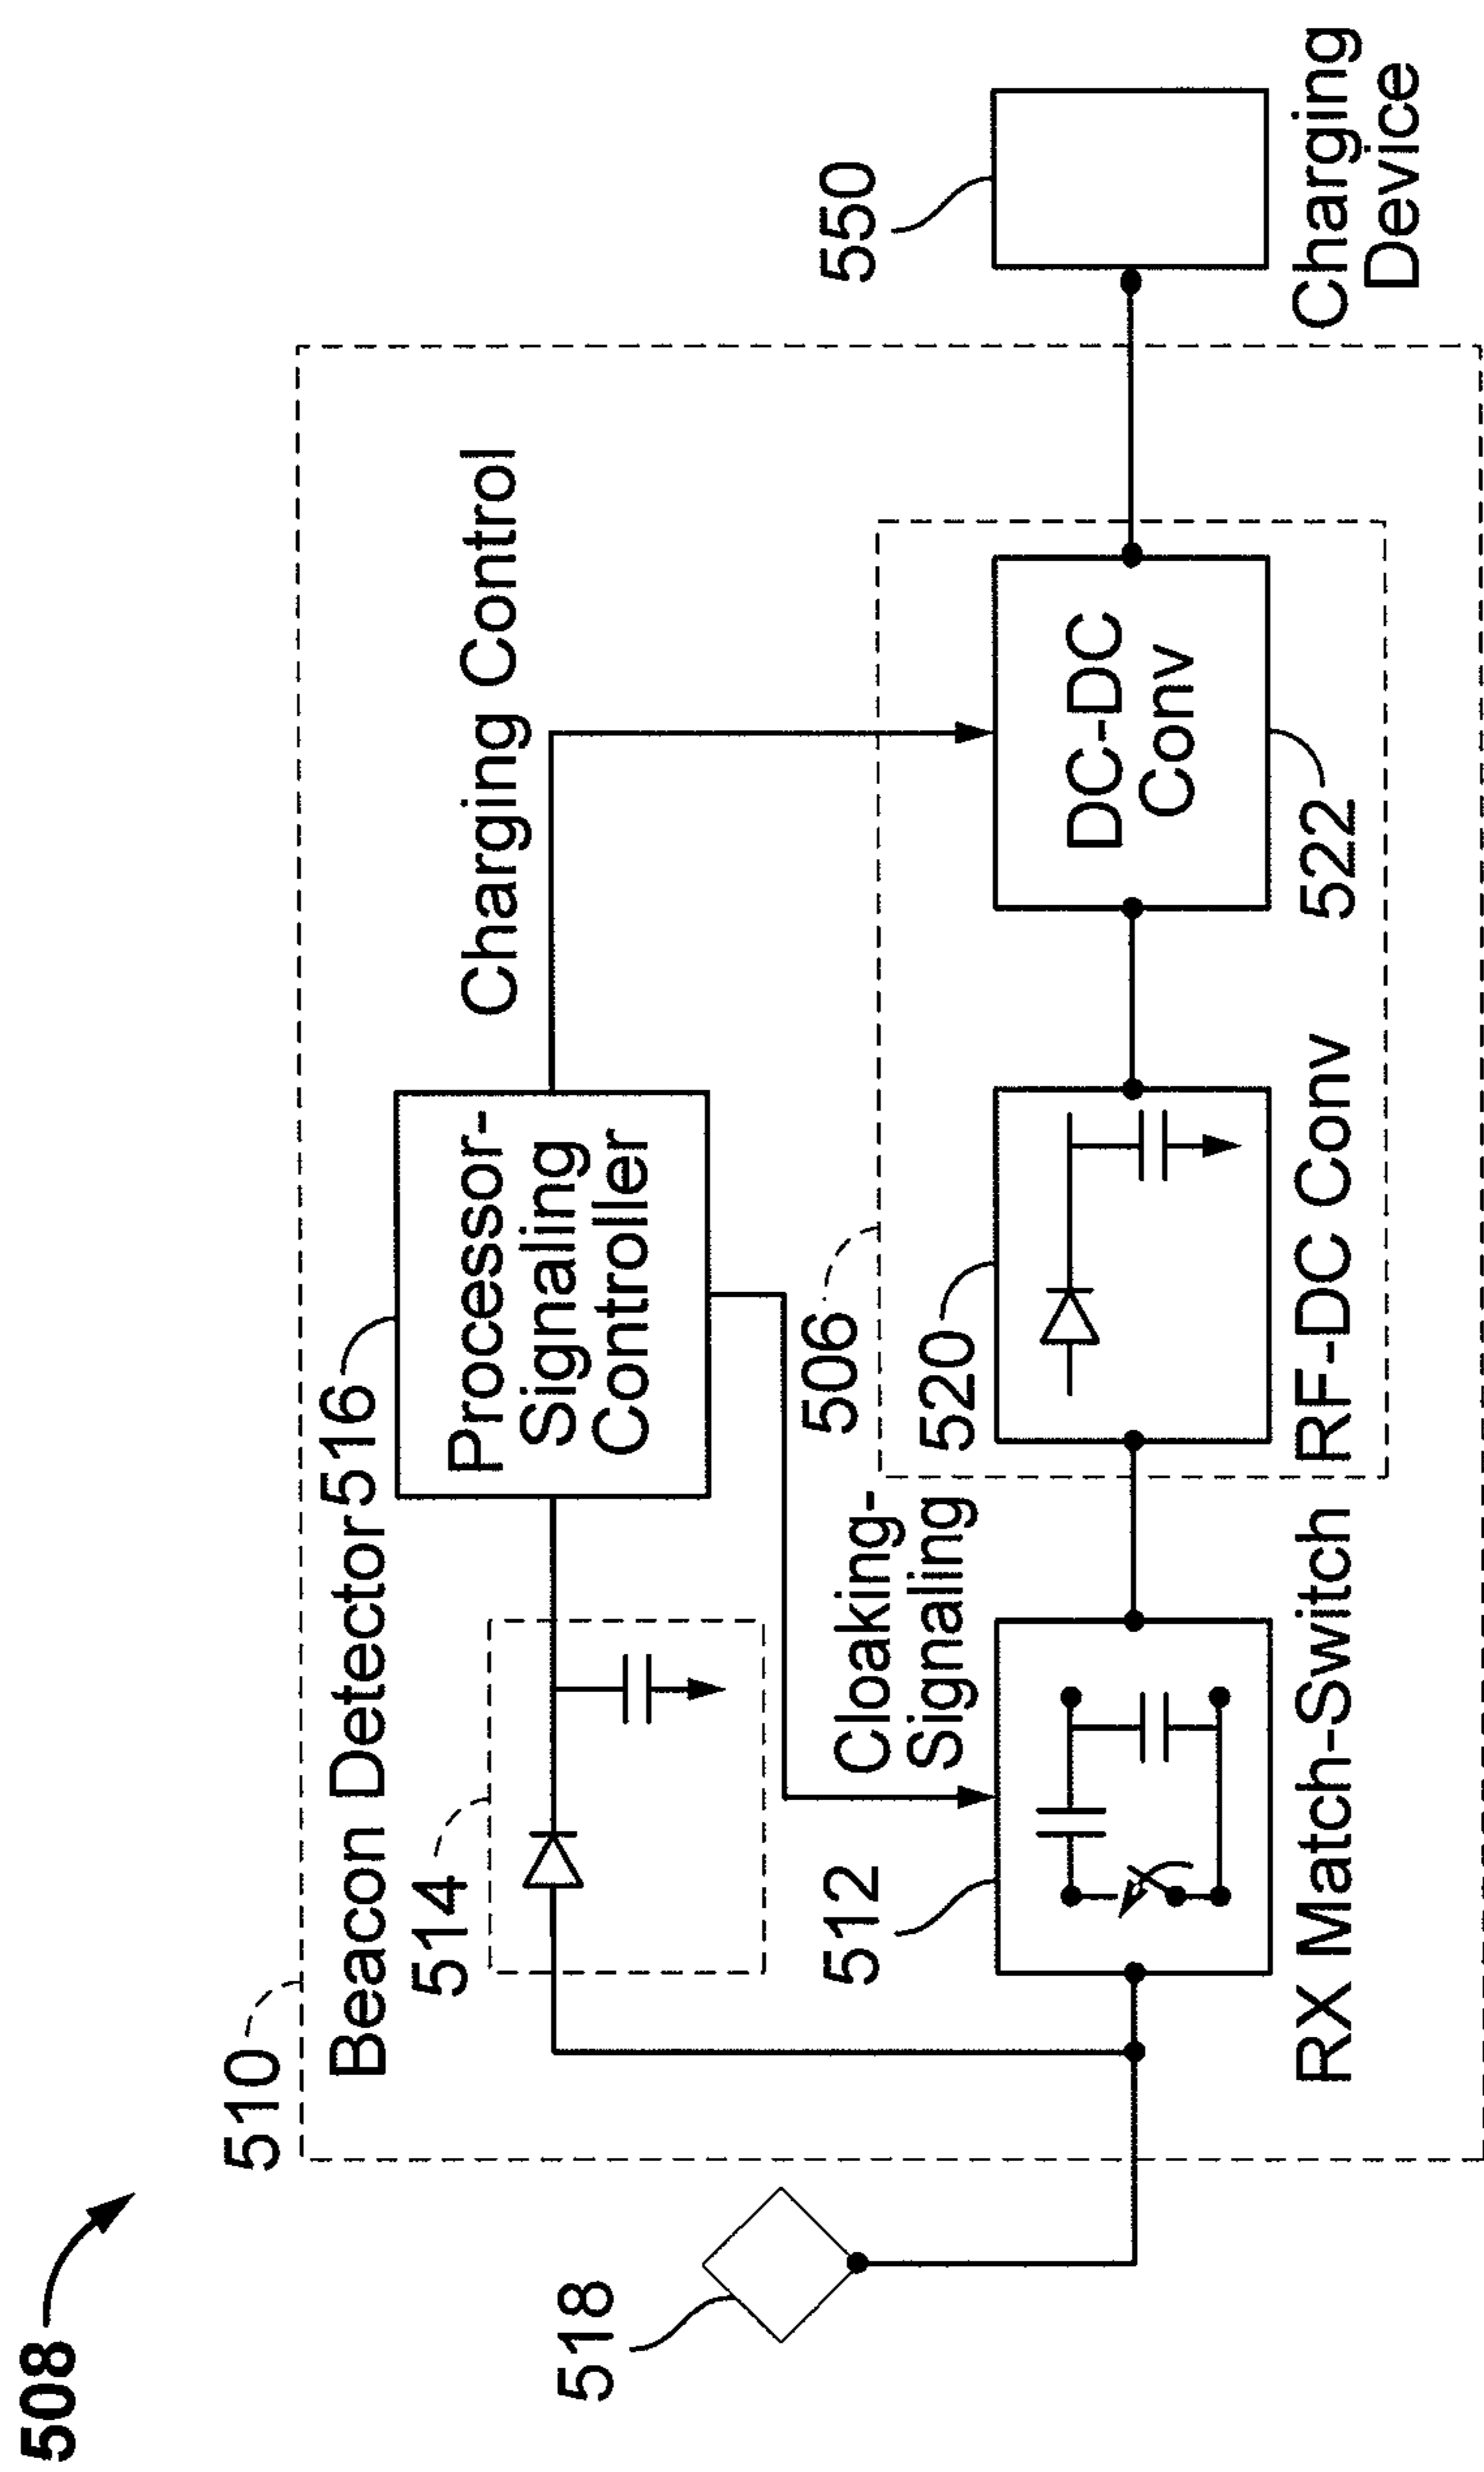 508
510
Beacon Detector
516
Processor-
Signaling
Controller
Charging Control
514
518
Cloaking-
Signaling
506
512
520
DC-DC
Conv
550
522
RX Match-Switch
RF-DC Conv
Charging
Device